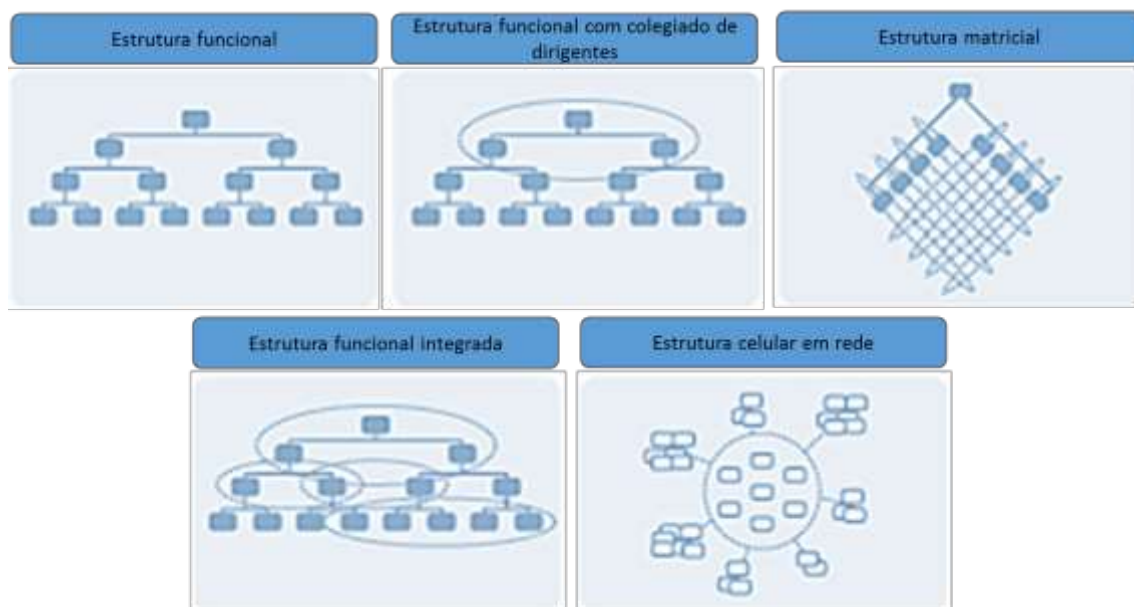 Estrutura funcional
Estrutura funcional com colegiado de
dirigentes
Estrutura matricial
Estrutura funcional integrada
Estrutura celular em rede